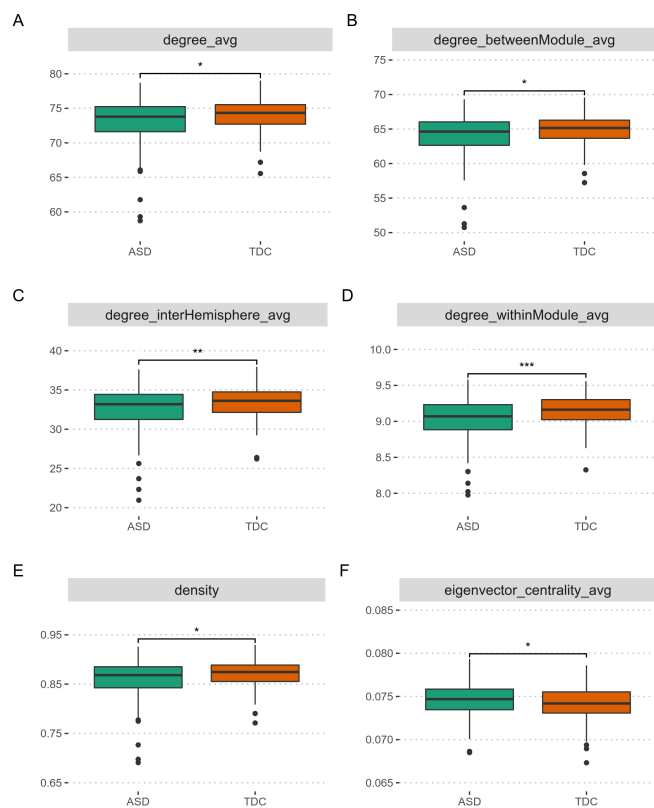 A
degree_avg
*
80
75
70
65
60
ASD TDC
B
degree_betweenModule_avg
*
75
70
65
60
55
50
ASD TDC
C
degree_interHemisphere_avg
**
40
35
30
25
20
ASD TDC
D
degree_withinModule_avg
***
10.0
9.5
9.0
8.5
8.0
ASD TDC
E
density
*
0.95
0.85
0.75
0.65
ASD TDC
F
eigenvector_centrality_avg
*
0.085
0.080
0.075
0.070
0.065
ASD TDC